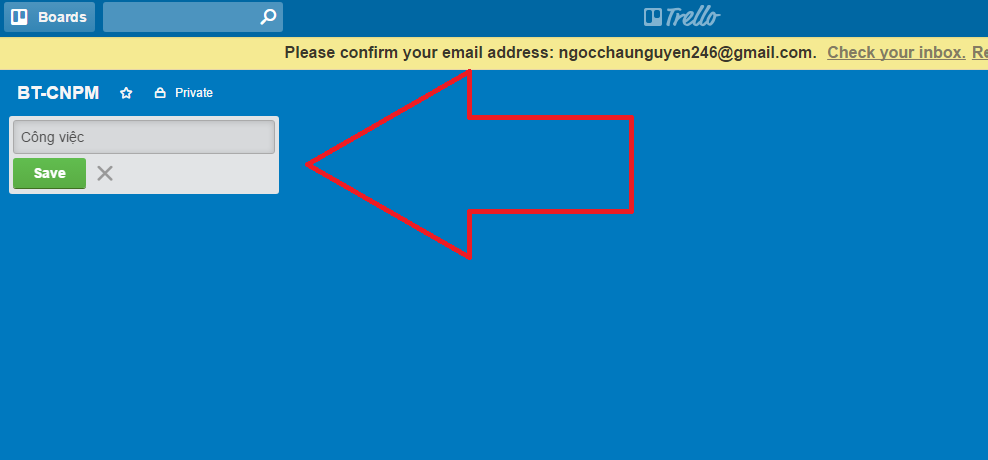 Boards
Trello
Please confirm your email address: ngocchaunguyen246@gmail.com. Check your inbox. Re
BT-CNPM Private
Công việc
Save